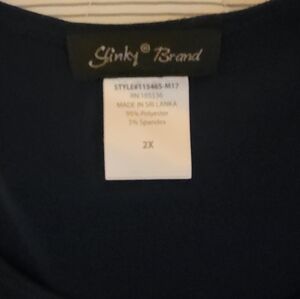 Slinky® Brand
STYLE#115465-M17
RN 105536
MADE IN SRI LANKA
95% Polyester
5% Spandex
2X